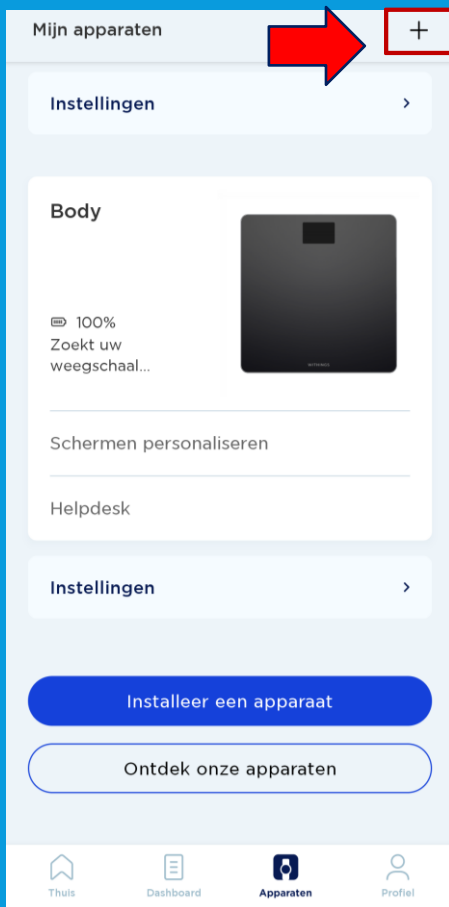 Mijn apparaten
Instellingen
Body
100%
Zoekt uw
weegschaal...
Schermen personaliseren
Helpdesk
Instellingen
Installeer een apparaat
Ontdek onze apparaten
Thuis Dashboard Apparaten Profiel